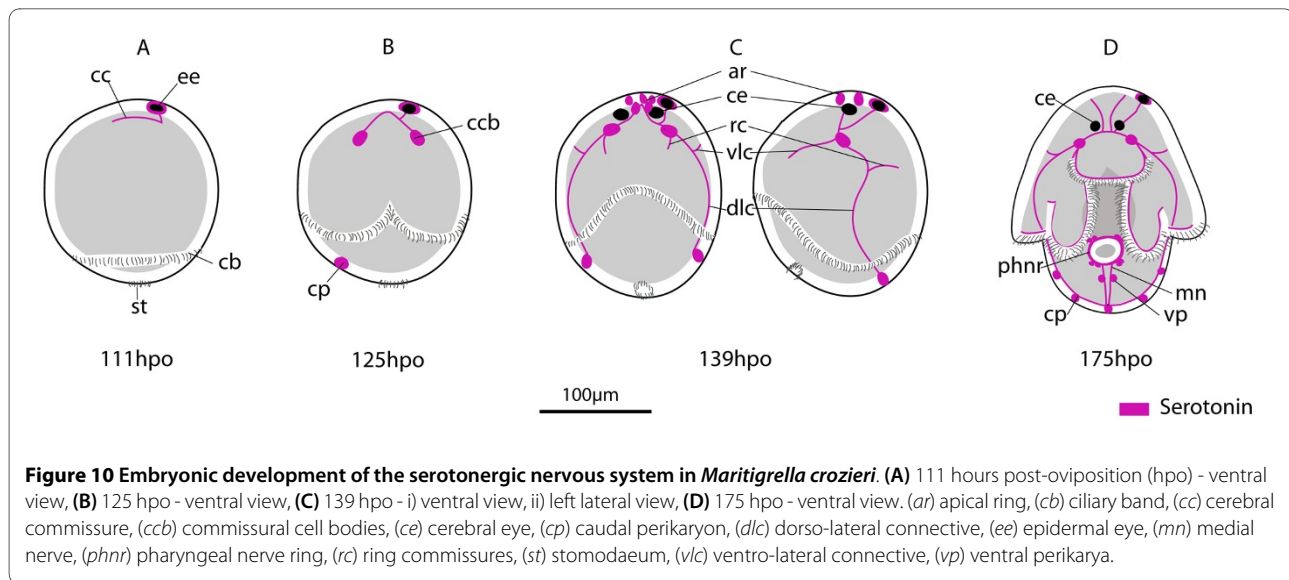 A B C D
cc ee
ccb
ar
ce
rc
vlc
dlc
ce
cb
st
cp
phnr
mn
cp vp
111hpo 125hpo 139hpo 175hpo
100µm
Serotonin
Figure 10 Embryonic development of the serotonergic nervous system in Maritigrella crozieri. (A) 111 hours post-oviposition (hpo) - ventral
view, (B) 125 hpo - ventral view, (C) 139 hpo - i) ventral view, ii) left lateral view, (D) 175 hpo - ventral view. (ar) apical ring, (cb) ciliary band, (cc) cerebral
commissure, (ccb) commissural cell bodies, (ce) cerebral eye, (cp) caudal perikaryon, (dlc) dorso-lateral connective, (ee) epidermal eye, (mn) medial
nerve, (phnr) pharyngeal nerve ring, (rc) ring commissures, (st) stomodaeum, (vlc) ventro-lateral connective, (vp) ventral perikarya.